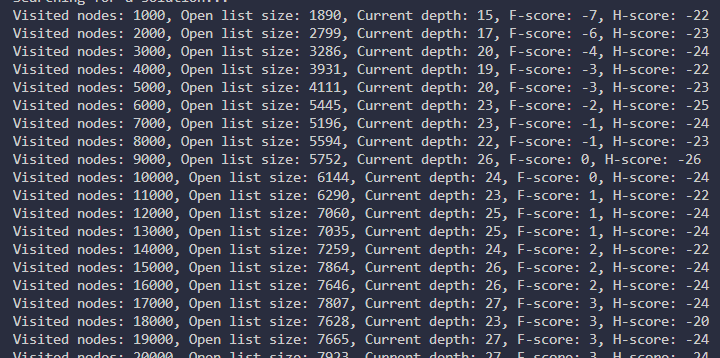 Searching for a solution...
Visited nodes: 1000, Open list size: 1890, Current depth: 15, F-score: -7, H-score: -22
Visited nodes: 2000, Open list size: 2799, Current depth: 17, F-score: -6, H-score: -23
Visited nodes: 3000, Open list size: 3286, Current depth: 20, F-score: -4, H-score: -24
Visited nodes: 4000, Open list size: 3931, Current depth: 19, F-score: -3, H-score: -22
Visited nodes: 5000, Open list size: 4111, Current depth: 20, F-score: -3, H-score: -23
Visited nodes: 6000, Open list size: 5445, Current depth: 23, F-score: -2, H-score: -25
Visited nodes: 7000, Open list size: 5196, Current depth: 23, F-score: -1, H-score: -24
Visited nodes: 8000, Open list size: 5594, Current depth: 22, F-score: -1, H-score: -23
Visited nodes: 9000, Open list size: 5752, Current depth: 26, F-score: 0, H-score: -26
Visited nodes: 10000, Open list size: 6144, Current depth: 24, F-score: 0, H-score: -24
Visited nodes: 11000, Open list size: 6290, Current depth: 23, F-score: 1, H-score: -22
Visited nodes: 12000, Open list size: 7060, Current depth: 25, F-score: 1, H-score: -24
Visited nodes: 13000, Open list size: 7035, Current depth: 25, F-score: 1, H-score: -24
Visited nodes: 14000, Open list size: 7259, Current depth: 24, F-score: 2, H-score: -22
Visited nodes: 15000, Open list size: 7864, Current depth: 26, F-score: 2, H-score: -24
Visited nodes: 16000, Open list size: 7646, Current depth: 26, F-score: 2, H-score: -24
Visited nodes: 17000, Open list size: 7807, Current depth: 27, F-score: 3, H-score: -24
Visited nodes: 18000, Open list size: 7628, Current depth: 23, F-score: 3, H-score: -20
Visited nodes: 19000, Open list size: 7665, Current depth: 27, F-score: 3, H-score: -24
Visited nodes: 20000, Open list size: 7923, Current depth: 27, F-score: 3, H-score: -24